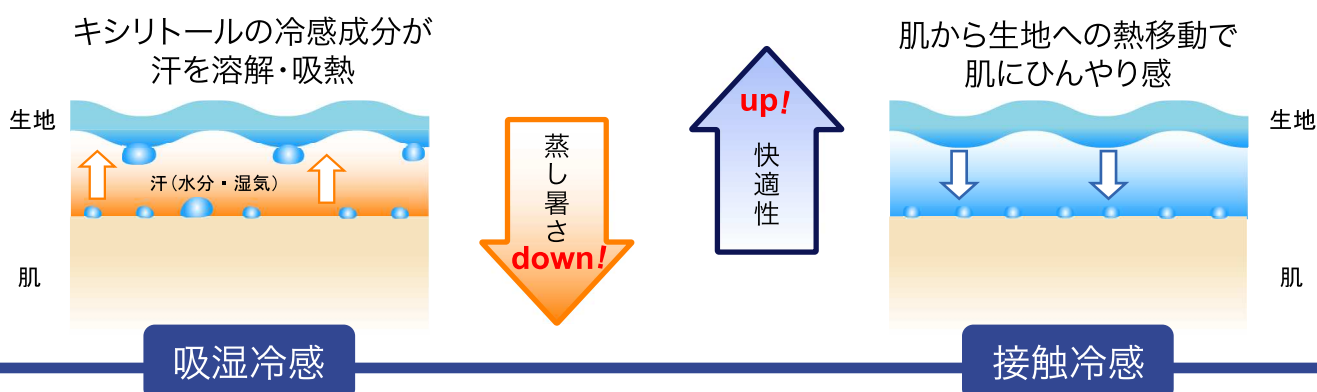 キシリトールの冷感成分が
汗を溶解・吸熱
生地
汗(水分・湿気)
肌
吸湿冷感
蒸し暑さ
down!
up!
快適性
肌から生地への熱移動で
肌にひんやり感
生地
肌
接触冷感